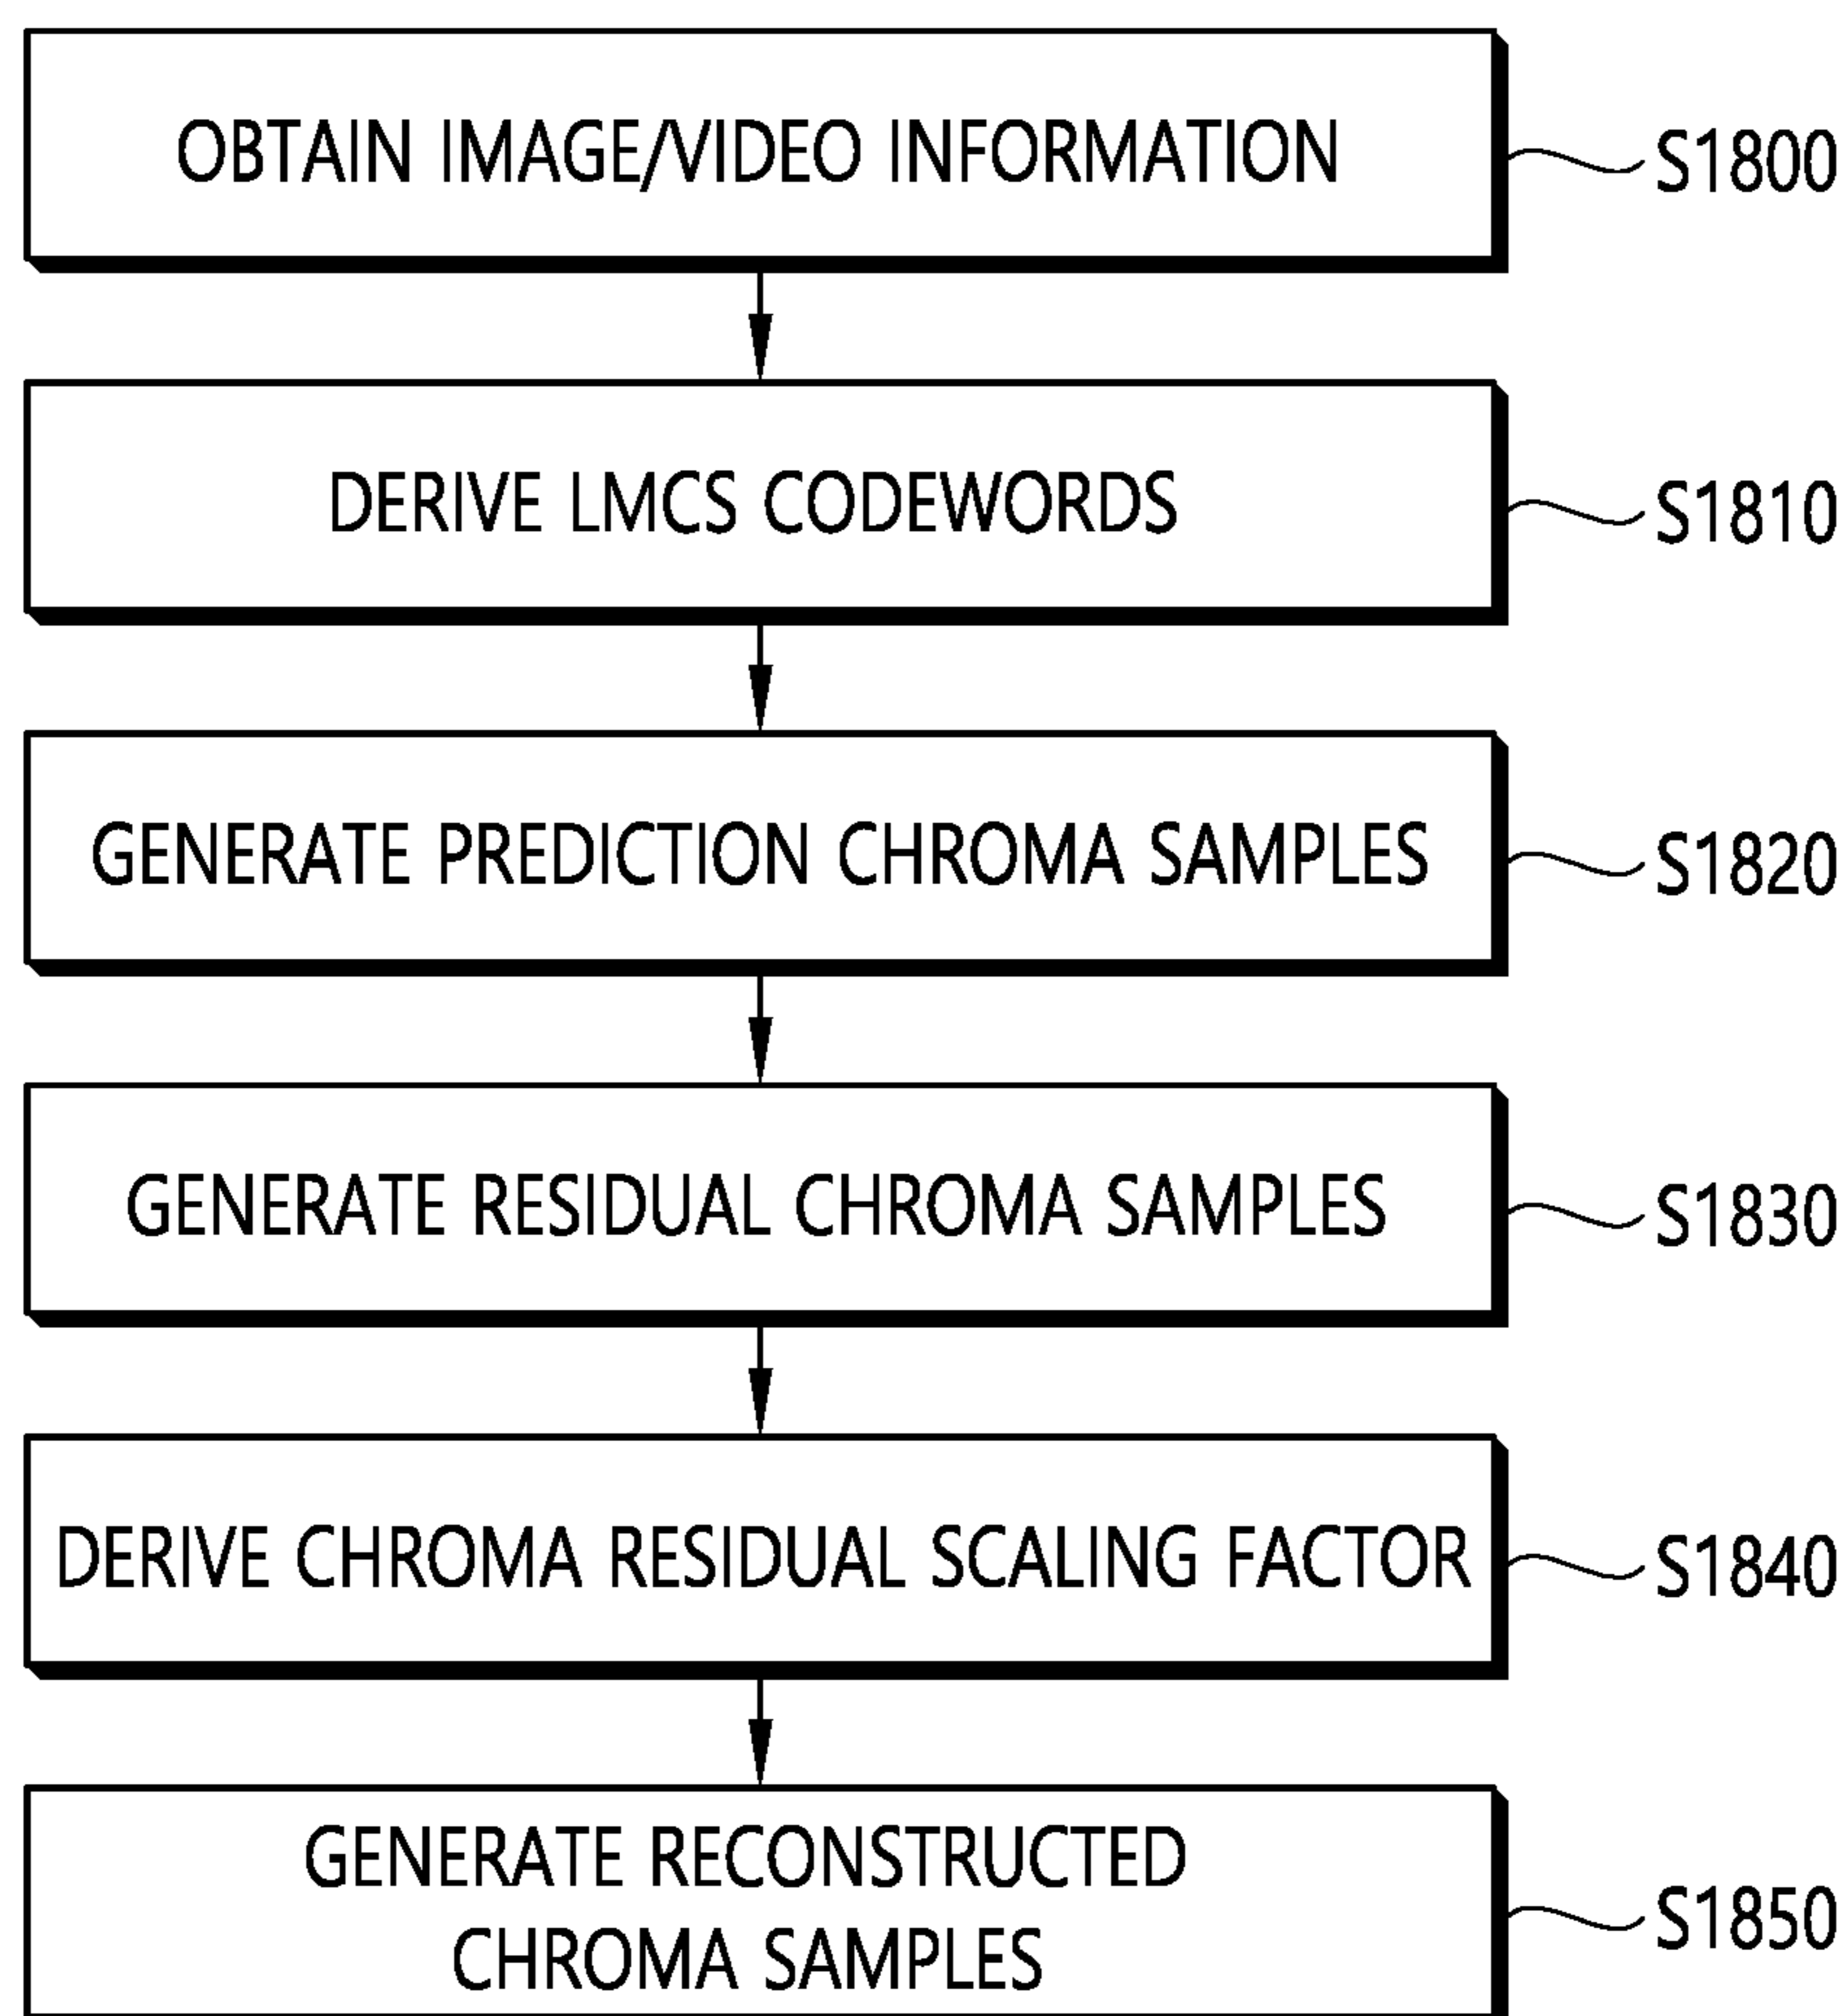 OBTAIN IMAGE/VIDEO INFORMATION
S1800
DERIVE LMCS CODEWORDS
S1810
GENERATE PREDICTION CHROMA SAMPLES
S1820
GENERATE RESIDUAL CHROMA SAMPLES
S1830
DERIVE CHROMA RESIDUAL SCALING FACTOR
S1840
GENERATE RECONSTRUCTED
CHROMA SAMPLES
S1850